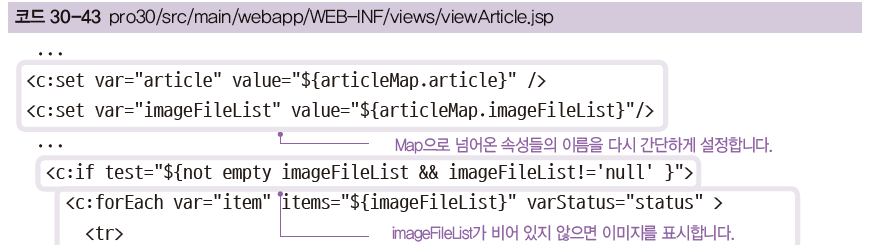 코드 30-43 pro30/src/main/webapp/WEB-INF/views/viewArticle.jsp
...
<c:set var="article" value="${articleMap.article}" />
<c:set var="imageFileList" value="${articleMap.imageFileList}"/>
...
Map으로 넘어온 속성들의 이름을 다시 간단하게 설정합니다.
<c:if test="${not empty imageFileList && imageFileList!='null' }">
<c:forEach var="item" items="${imageFileList}" varStatus="status" >
<tr>
imageFileList가 비어 있지 않으면 이미지를 표시합니다.